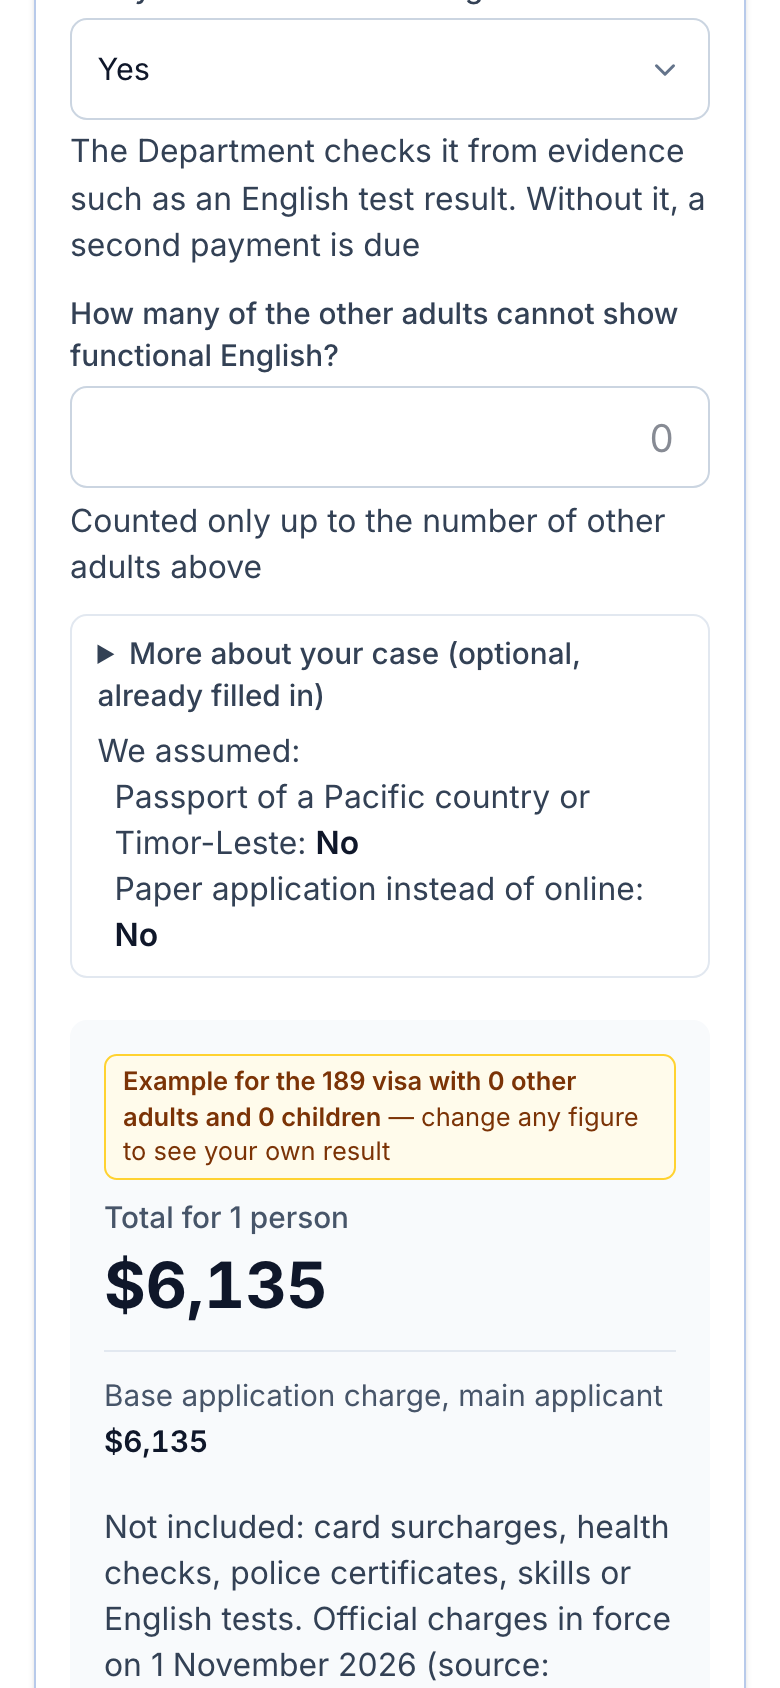 Yes
The Department checks it from evidence
such as an English test result. Without it, a
second payment is due
How many of the other adults cannot show
functional English?
0
Counted only up to the number of other
adults above
▶ More about your case (optional,
already filled in)
We assumed:
Passport of a Pacific country or
Timor-Leste: No
Paper application instead of online:
No
Example for the 189 visa with 0 other
adults and 0 children — change any figure
to see your own result
Total for 1 person
$6,135
Base application charge, main applicant
$6,135
Not included: card surcharges, health
checks, police certificates, skills or
English tests. Official charges in force
on 1 November 2026 (source: